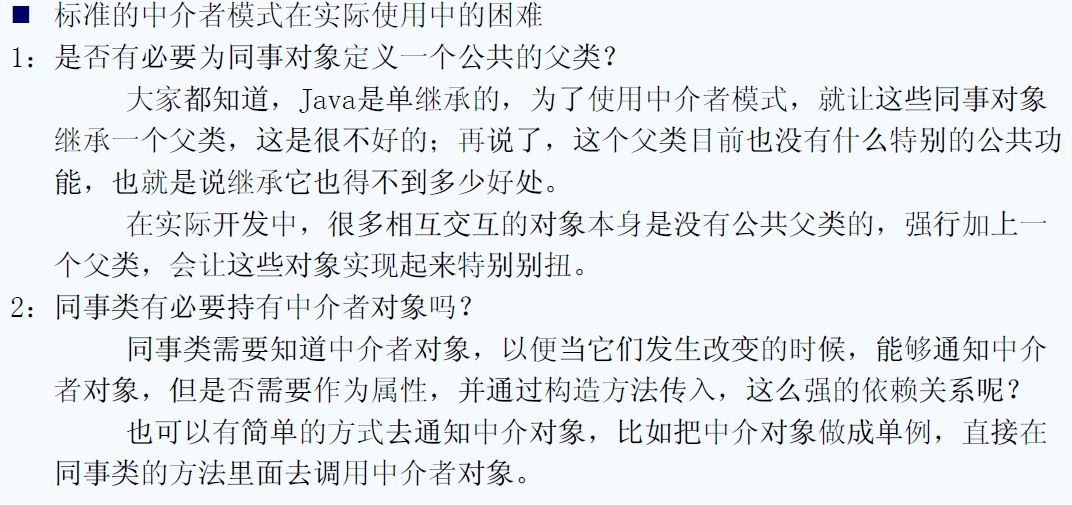 ■ 标准的中介者模式在实际使用中的困难
1：是否有必要为同事对象定义一个公共的父类？
大家都知道，Java是单继承的，为了使用中介者模式，就让这些同事对象
继承一个父类，这是很不好的；再说了，这个父类目前也没有什么特别的公共功
能，也就是说继承它也得不到多少好处。
在实际开发中，很多相互交互的对象本身是没有公共父类的，强行加上一
个父类，会让这些对象实现起来特别别扭。
2：同事类有必要持有中介者对象吗？
同事类需要知道中介者对象，以便当它们发生改变的时候，能够通知中介
者对象，但是否需要作为属性，并通过构造方法传入，这么强的依赖关系呢？
也可以有简单的方式去通知中介对象，比如把中介对象做成单例，直接在
同事类的方法里面去调用中介者对象。